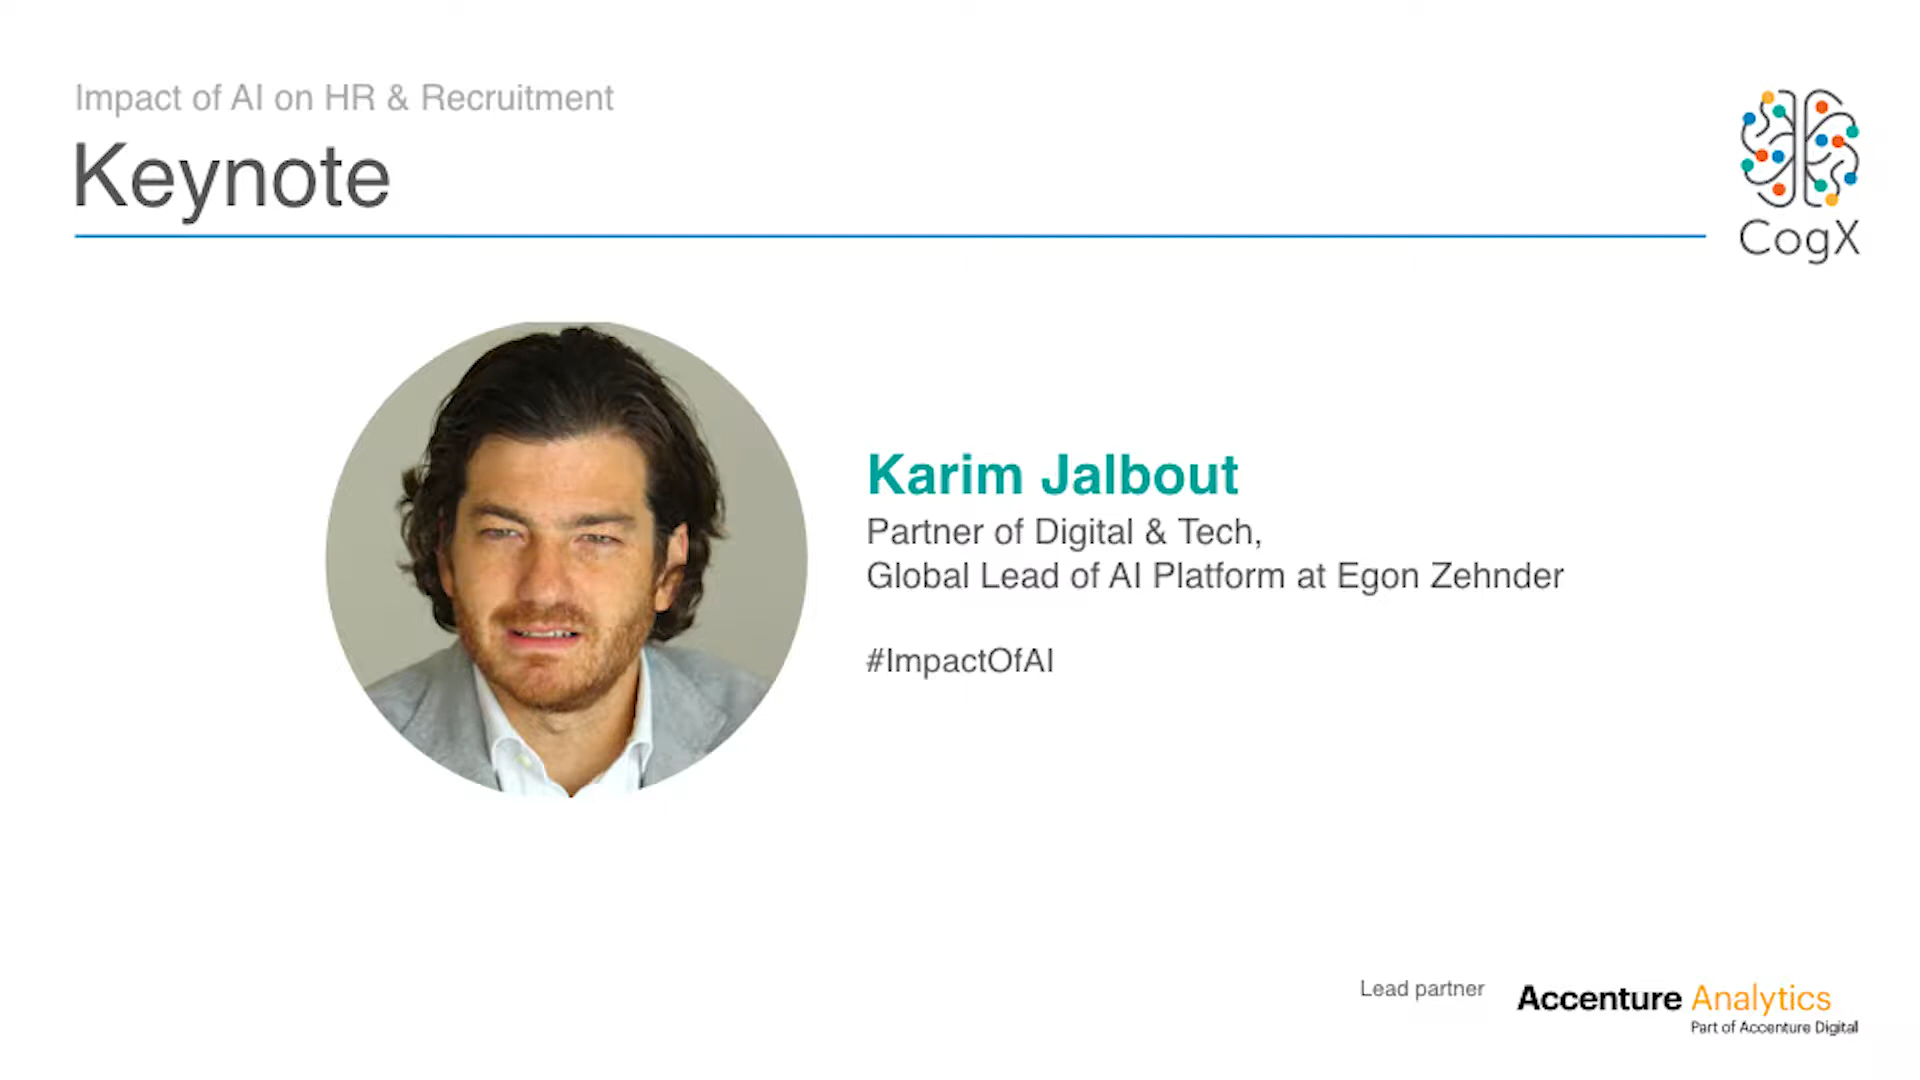 Impact of AI on HR & Recruitment
Keynote
CogX
Karim Jalbout
Partner of Digital & Tech,
Global Lead of AI Platform at Egon Zehnder
#ImpactOfAI
Lead partner
Accenture Analytics
Part of Accenture Digital